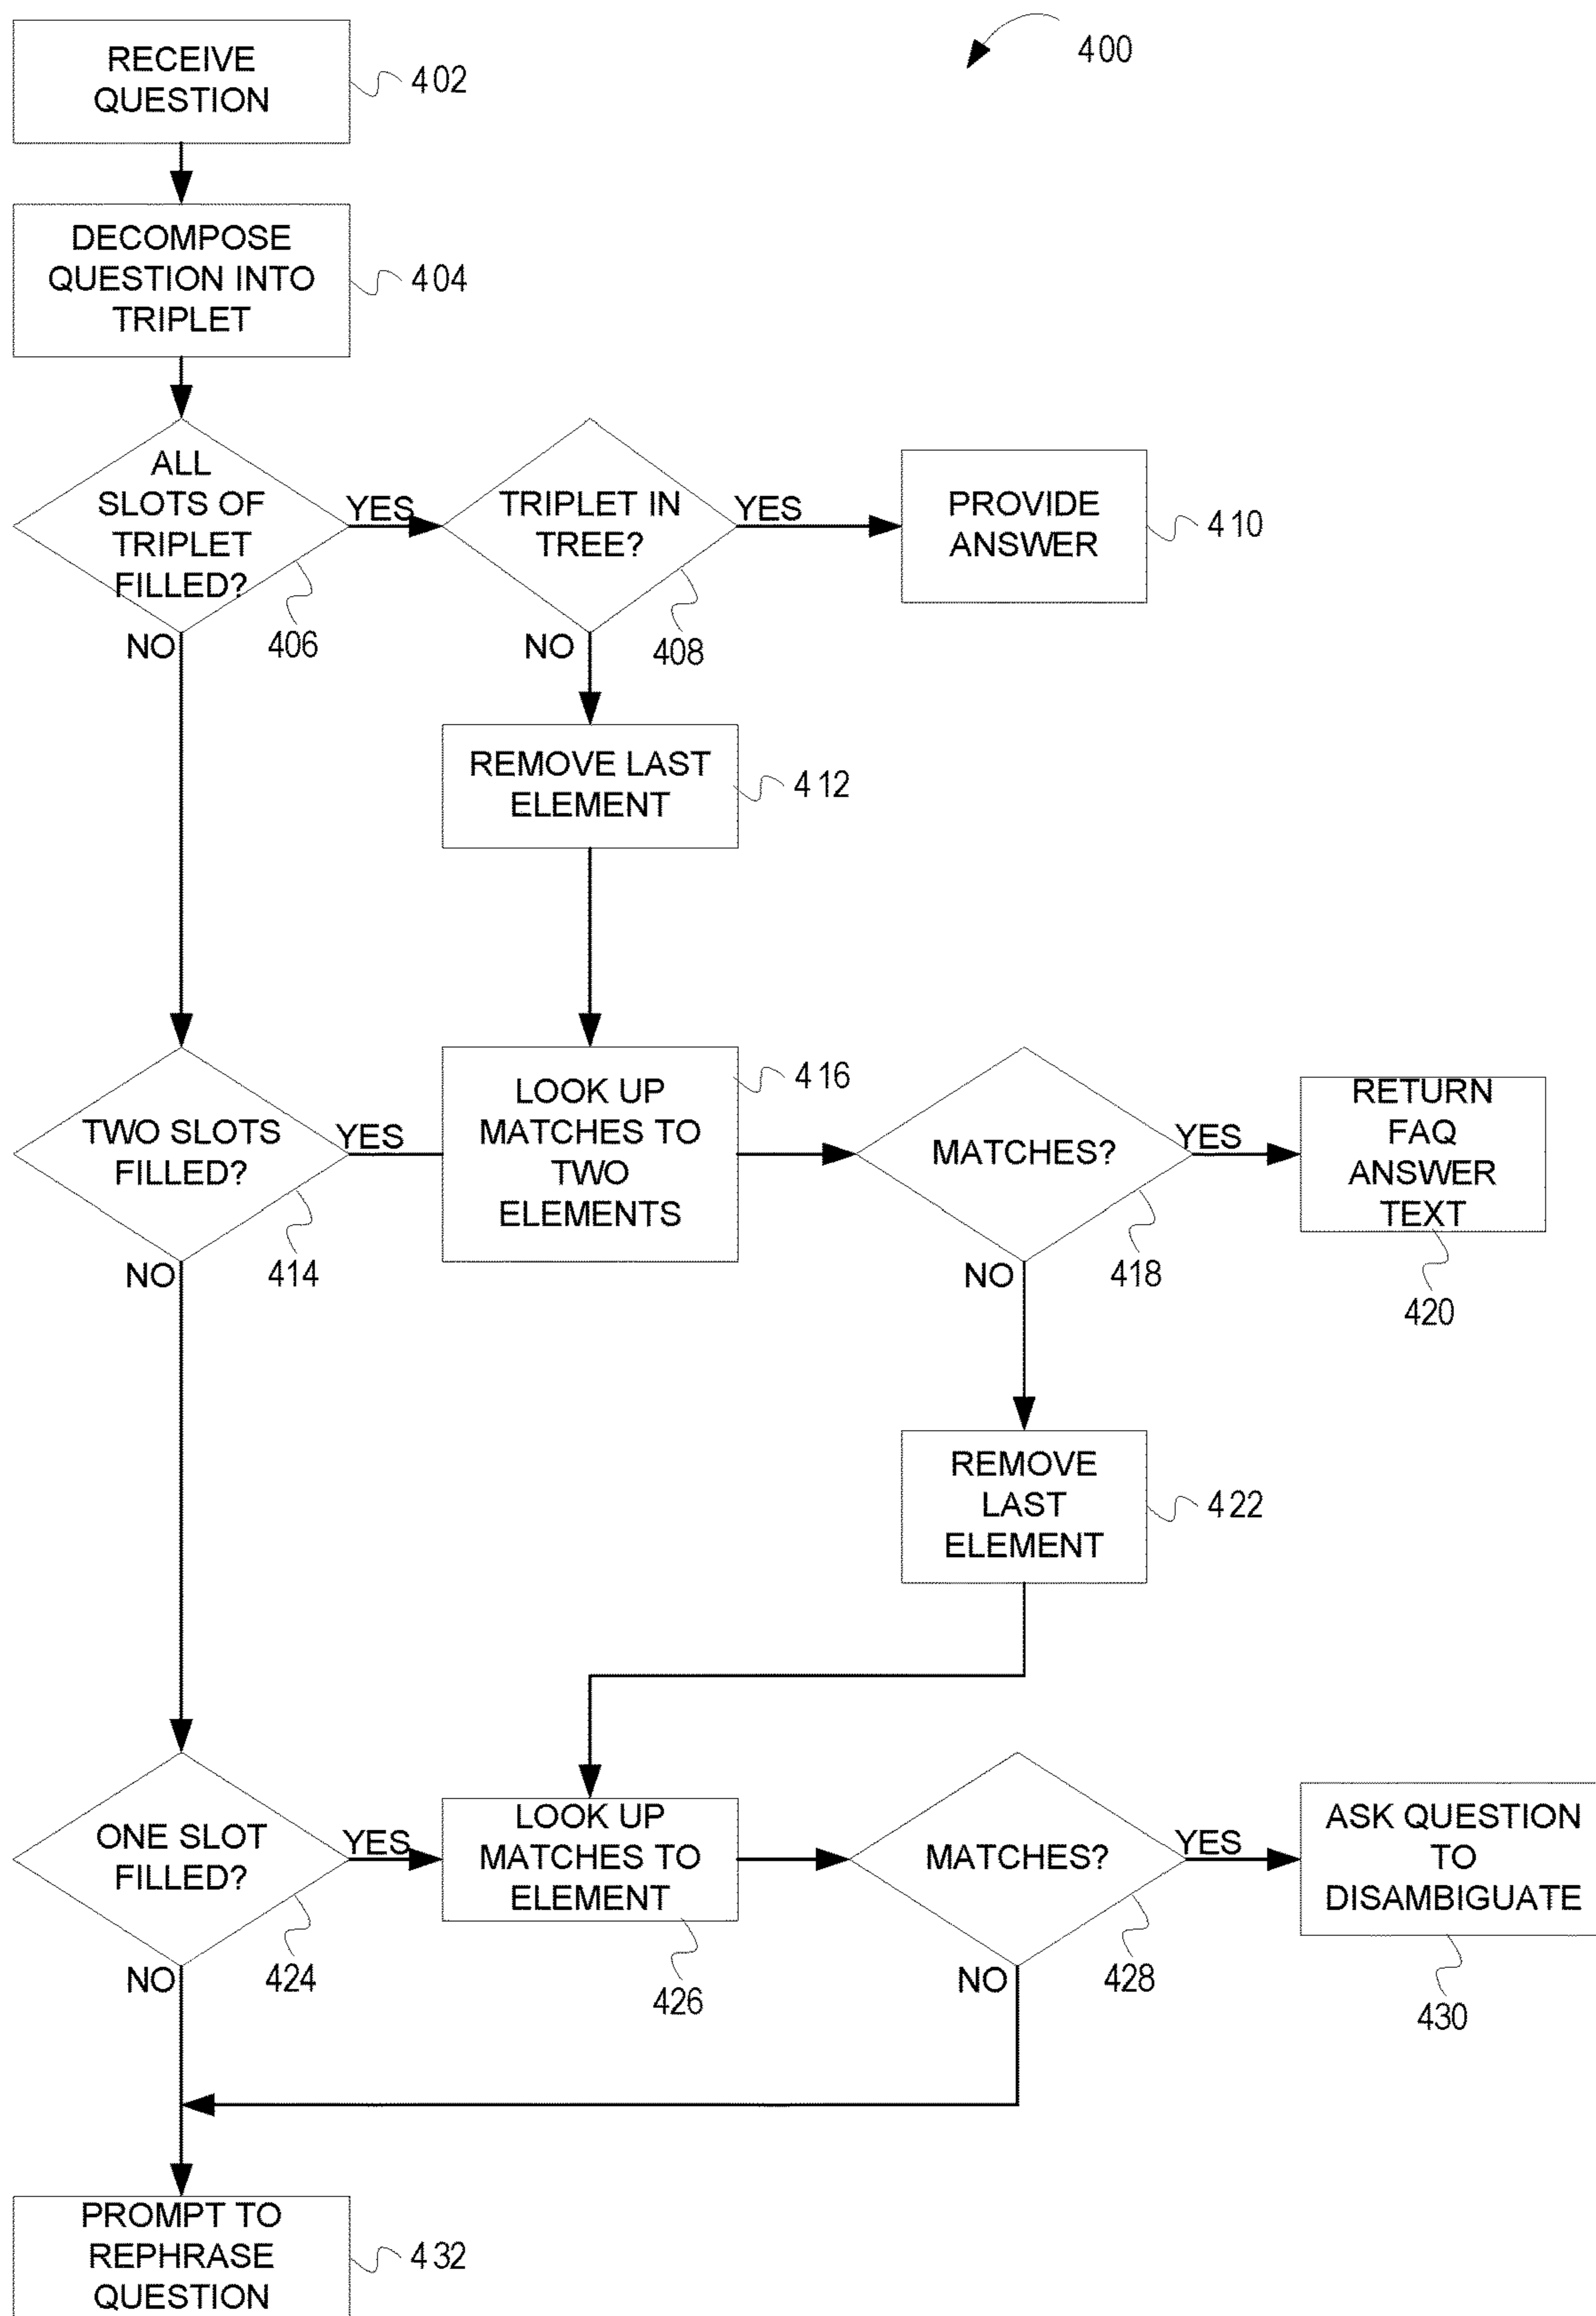 400
RECEIVE
QUESTION
402
DECOMPOSE
QUESTION INTO
TRIPLET
404
ALL
SLOTS OF
TRIPLET
FILLED?
406
YES
NO
TRIPLET IN
TREE?
408
YES
NO
PROVIDE
ANSWER
410
REMOVE LAST
ELEMENT
412
TWO SLOTS
FILLED?
414
YES
NO
LOOK UP
MATCHES TO
TWO
ELEMENTS
416
MATCHES?
418
YES
NO
RETURN
FAQ
ANSWER
TEXT
420
REMOVE
LAST
ELEMENT
422
ONE SLOT
FILLED?
424
YES
NO
LOOK UP
MATCHES TO
ELEMENT
426
MATCHES?
428
YES
NO
ASK QUESTION
TO
DISAMBIGUATE
430
PROMPT TO
REPHRASE
QUESTION
432